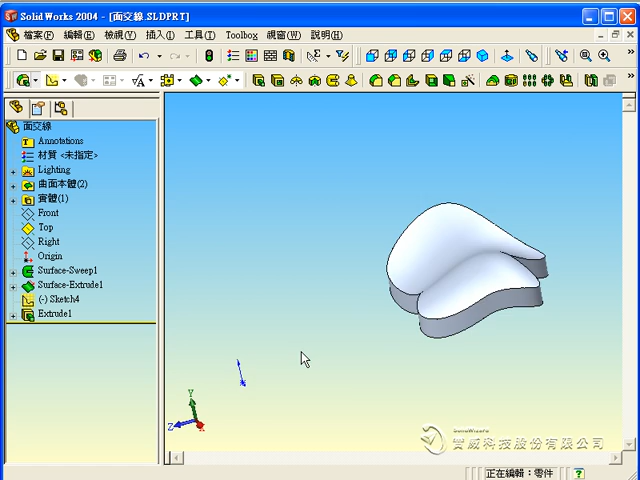 SolidWorks 2004 - [面交線.SLDPRT]
檔案(F) 編輯(E) 檢視(V) 插入(I) 工具(T) Toolbox 視窗(W) 說明(H)
面交線
Annotations
材質 <未指定>
Lighting
曲面本體(2)
實體(1)
Front
Top
Right
Origin
Surface-Sweep1
Surface-Extrude1
(-) Sketch4
Extrude1
Y
Z
X
SolidWizard
實威科技股份有限公司
正在編輯：零件